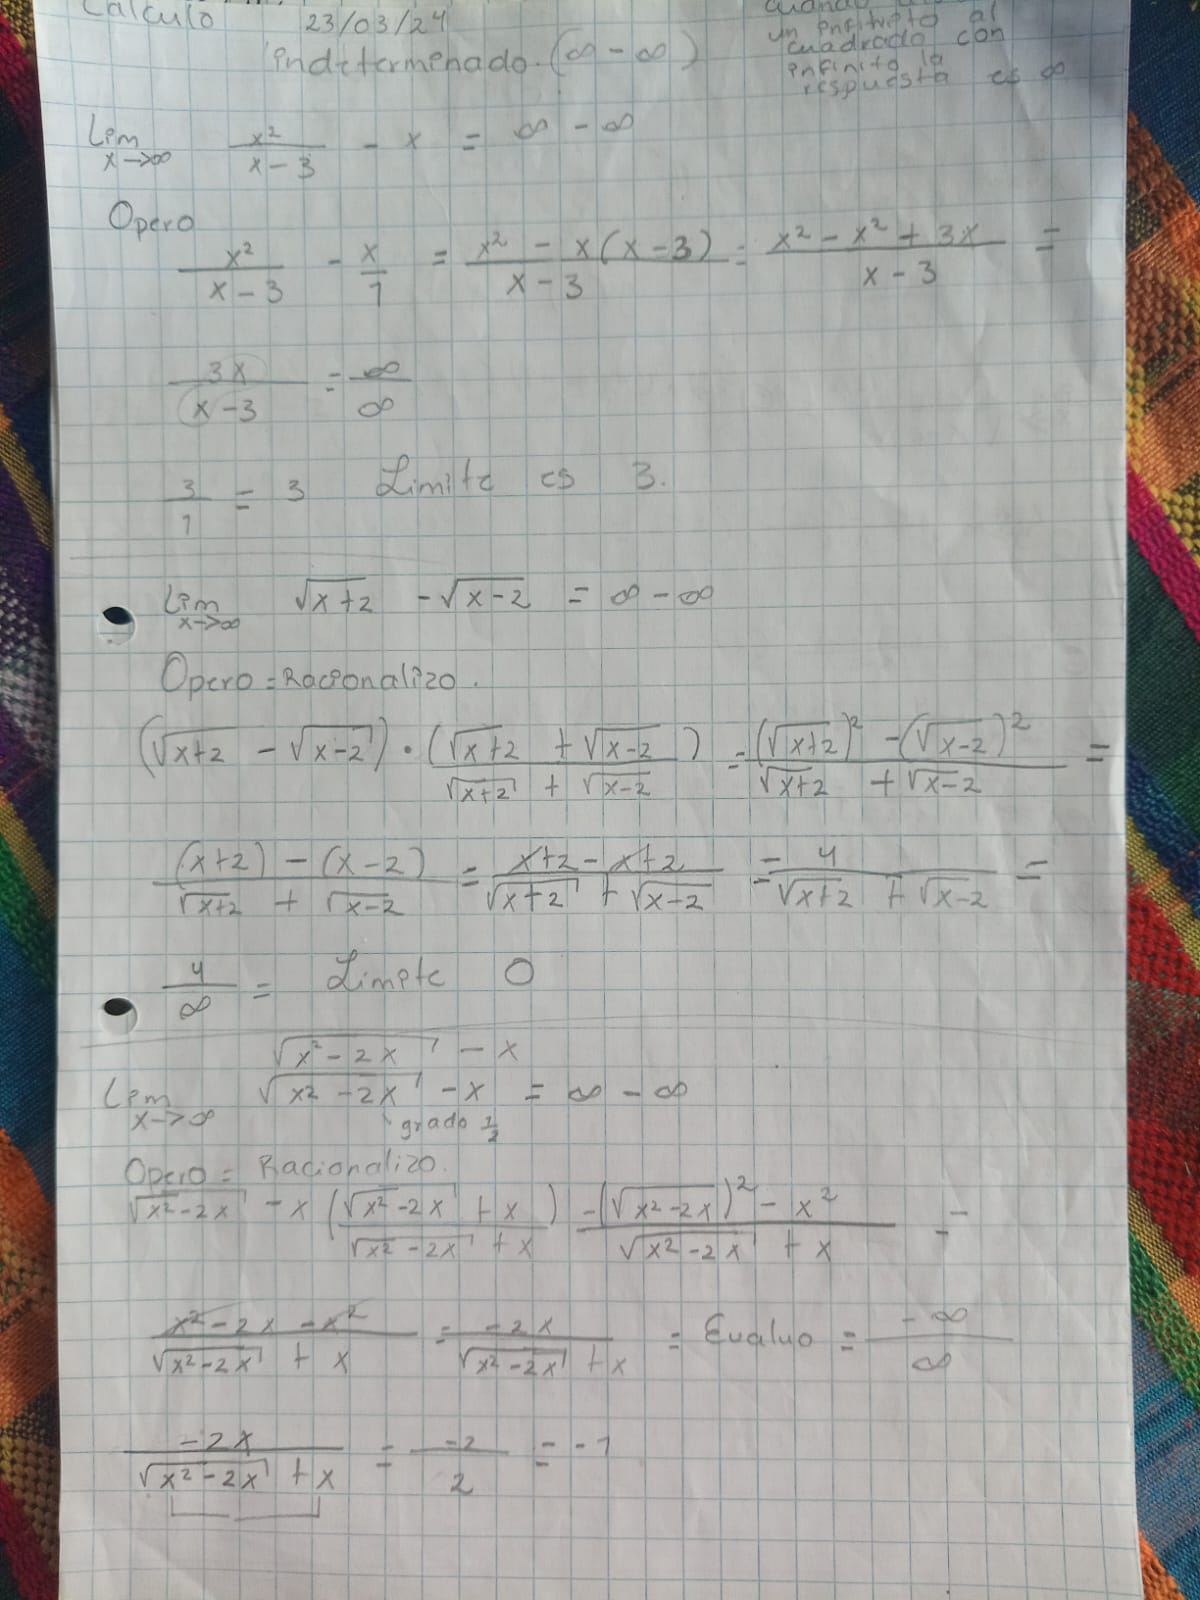 Calculo 23/03/24
indeterminado. (∞ - ∞)
cuando
un infinito al
cuadrado con
infinito la
respuesta es ∞
Lim x→∞ x²/(x - 3) - x = ∞ - ∞
Opero
x²/(x - 3) - x/1 = (x² - x(x - 3))/(x - 3) = (x² - x² + 3x)/(x - 3) =
3x/(x - 3) = ∞/∞
3/1 = 3 Limite es 3.
Lim x→∞ √(x+2) - √(x-2) = ∞ - ∞
Opero = Racionalizo.
(√(x+2) - √(x-2)) · (√(x+2) + √(x-2))/(√(x+2) + √(x-2)) = ((√(x+2))² - (√(x-2))²)/(√(x+2) + √(x-2)) =
((x+2) - (x-2))/(√(x+2) + √(x-2)) = (x+2 - x+2)/(√(x+2) + √(x-2)) = 4/(√(x+2) + √(x-2)) =
4/∞ = Limite 0
√(x² - 2x) - x
Lim x→∞ √(x² - 2x) - x = ∞ - ∞
grado 1/2
Opero = Racionalizo.
√(x² - 2x) - x (√(x² - 2x) + x)/(√(x² - 2x) + x) = ((√(x² - 2x))² - x²)/(√(x² - 2x) + x) =
(x² - 2x - x²)/(√(x² - 2x) + x) = -2x/(√(x² - 2x) + x) = Evaluo = -∞/∞
-2x/(√(x² - 2x) + x) = -2/2 = -1